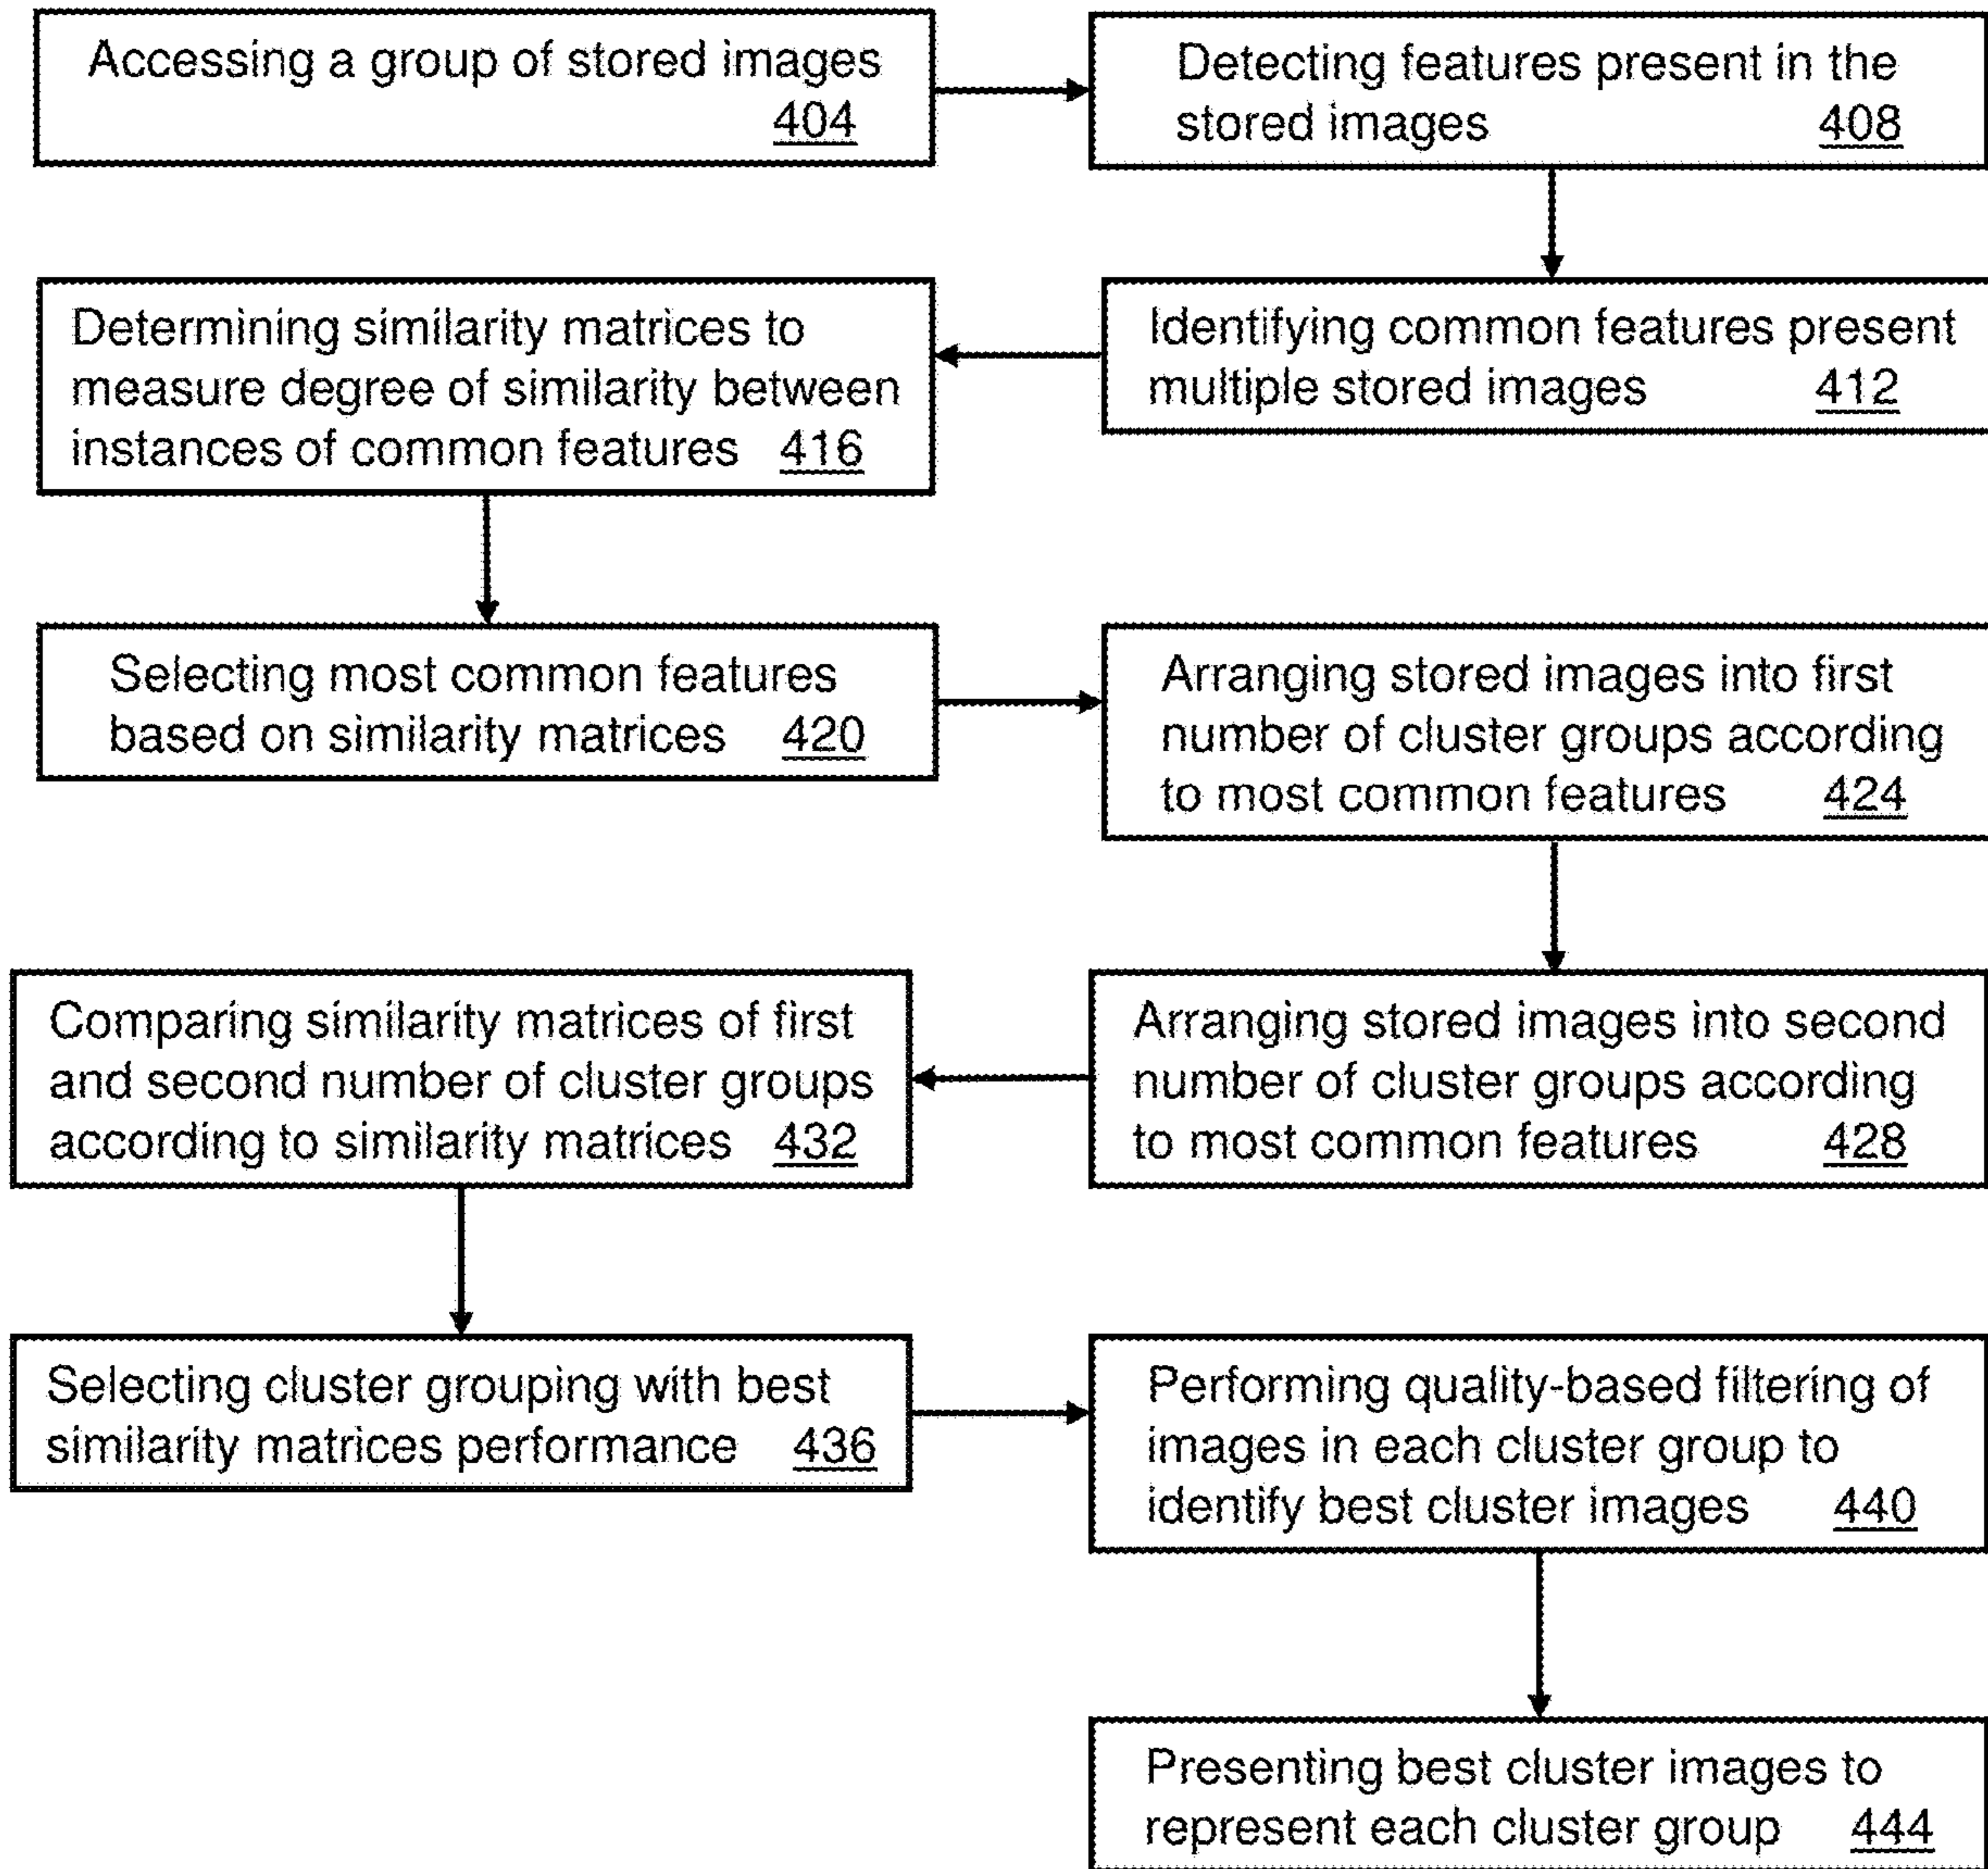 Accessing a group of stored images
404
Detecting features present in the
stored images 408
Identifying common features present
multiple stored images 412
Determining similarity matrices to
measure degree of similarity between
instances of common features 416
Selecting most common features
based on similarity matrices 420
Arranging stored images into first
number of cluster groups according
to most common features 424
Arranging stored images into second
number of cluster groups according
to most common features 428
Comparing similarity matrices of first
and second number of cluster groups
according to similarity matrices 432
Selecting cluster grouping with best
similarity matrices performance 436
Performing quality-based filtering of
images in each cluster group to
identify best cluster images 440
Presenting best cluster images to
represent each cluster group 444